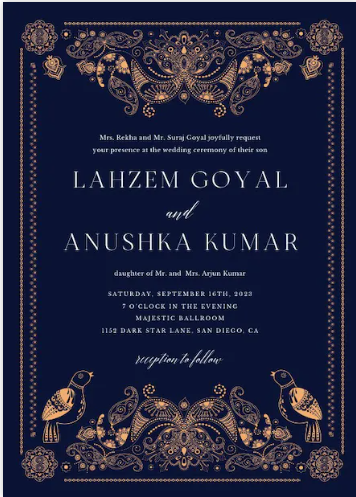 Mrs. Rekha and Mr. Suraj Goyal joyfully request
your presence at the wedding ceremony of their son
LAHZEM GOYAL
and
ANUSHKA KUMAR
daughter of Mr. and Mrs. Arjun Kumar
SATURDAY, SEPTEMBER 16TH, 2023
7 O'CLOCK IN THE EVENING
MAJESTIC BALLROOM
1152 DARK STAR LANE, SAN DIEGO, CA
reception to follow